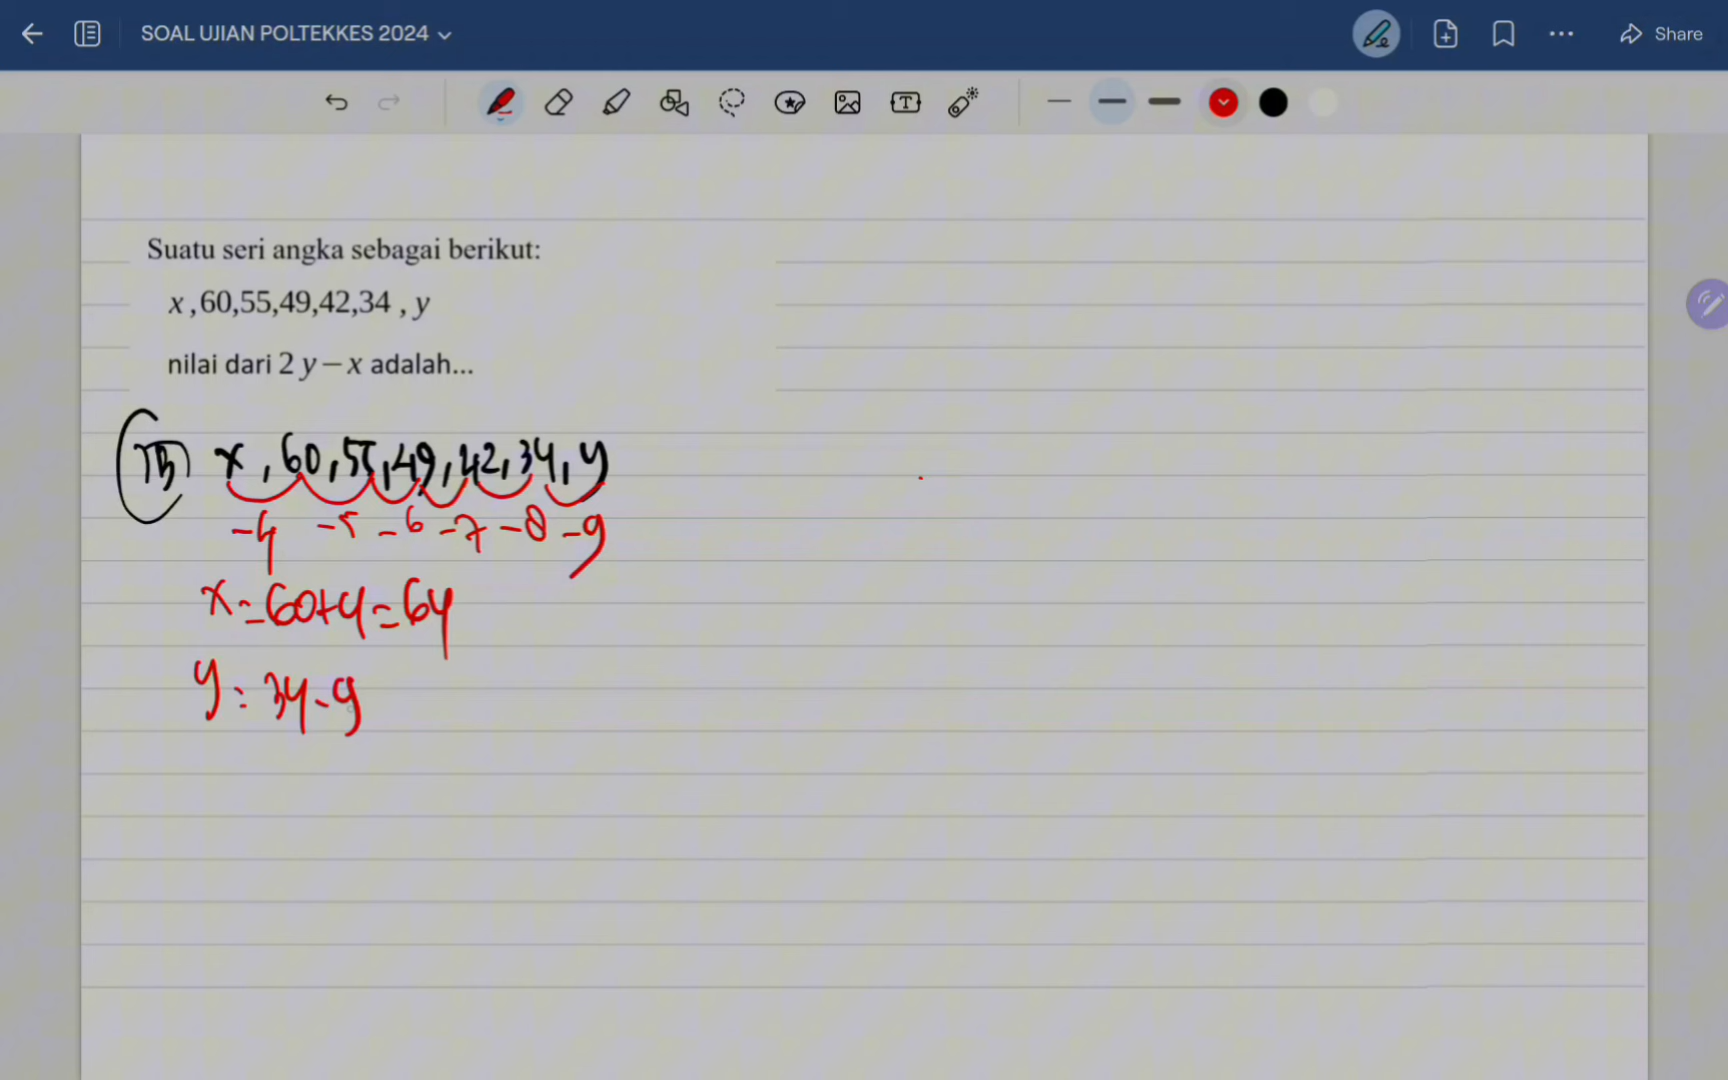 SOAL UJIAN POLTEKKES 2024
Share
Suatu seri angka sebagai berikut:
x ,60,55,49,42,34 , y
nilai dari 2 y − x adalah...
x , 60 , 55 , 49 , 42 , 34 , y
-4 -5 -6 -7 -8 -9
x = 60+4 = 64
y = 34 - 9